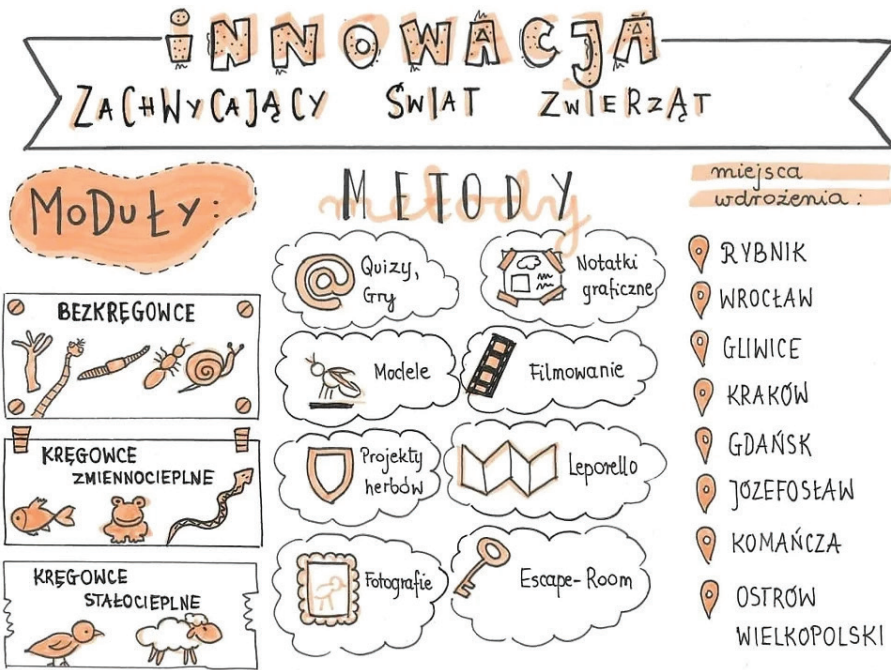 INNOWACJA
ZACHWYCAJĄCY ŚWIAT ZWIERZĄT
MODUŁY:
BEZKRĘGOWCE
KRĘGOWCE
ZMIENNOCIEPLNE
KRĘGOWCE
STAŁOCIEPLNE
METODY
metody
Quizy,
Gry
Notatki
graficzne
Modele
Filmowanie
Projekty
herbów
Leporello
Fotografie
Escape-Room
miejsca
wdrożenia:
RYBNIK
WROCŁAW
GLIWICE
KRAKÓW
GDAŃSK
JÓZEFOSŁAW
KOMAŃCZA
OSTRÓW
WIELKOPOLSKI